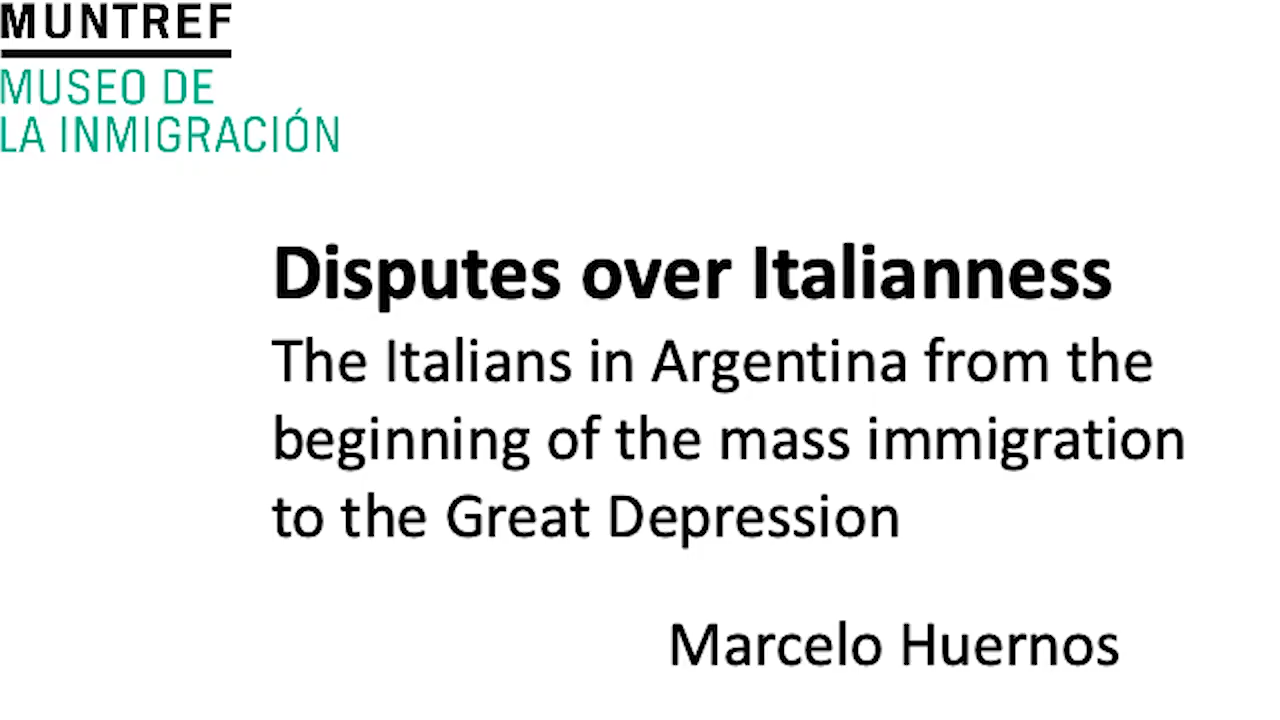 MUNTREF
MUSEO DE
LA INMIGRACIÓN
Disputes over Italianness
The Italians in Argentina from the
beginning of the mass immigration
to the Great Depression
Marcelo Huernos